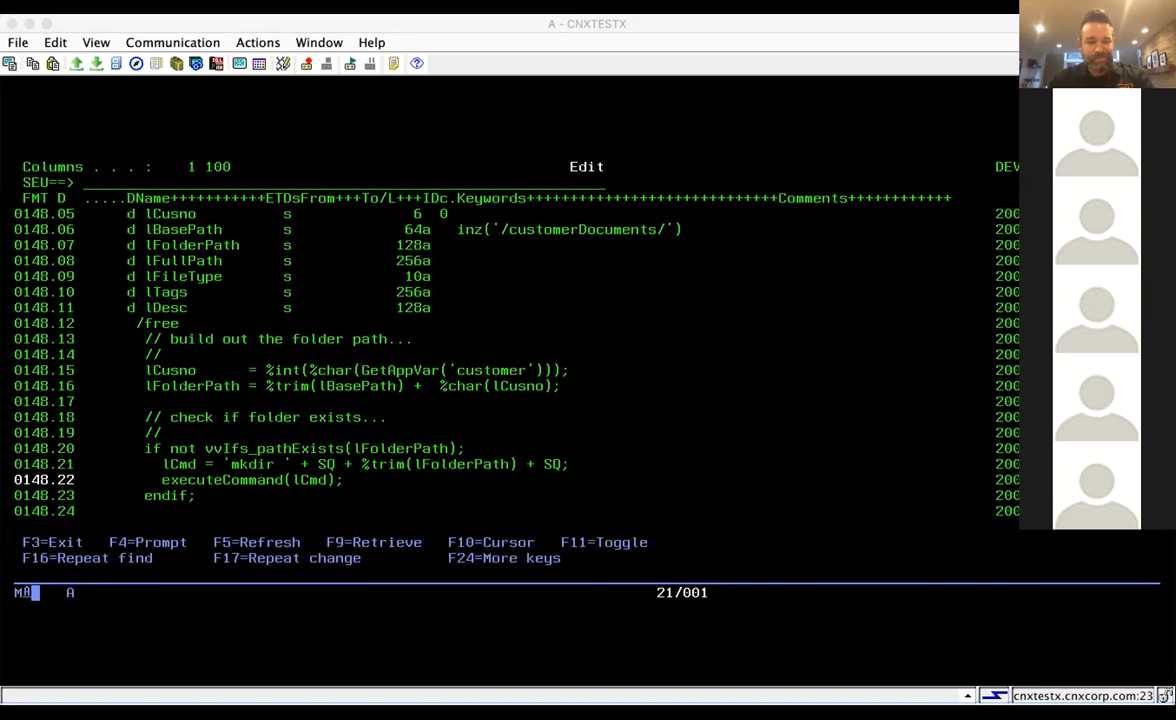 A - CNXTESTX
File Edit View Communication Actions Window Help
Columns . . . : 1 100 Edit DEV
SEU==>
FMT D .....DName+++++++++++ETDsFrom+++To/L+++IDc.Keywords+++++++++++++++++++++++++++++Comments++++++++++++
0148.05 d lCusno s 6 0 200
0148.06 d lBasePath s 64a inz('/customerDocuments/') 200
0148.07 d lFolderPath s 128a 200
0148.08 d lFullPath s 256a 200
0148.09 d lFileType s 10a 200
0148.10 d lTags s 256a 200
0148.11 d lDesc s 128a 200
0148.12 /free 200
0148.13 // build out the folder path... 200
0148.14 // 200
0148.15 lCusno = %int(%char(GetAppVar('customer'))); 200
0148.16 lFolderPath = %trim(lBasePath) + %char(lCusno); 200
0148.17 200
0148.18 // check if folder exists... 200
0148.19 // 200
0148.20 if not vvIfs_pathExists(lFolderPath); 200
0148.21 lCmd = 'mkdir ' + SQ + %trim(lFolderPath) + SQ; 200
0148.22 executeCommand(lCmd); 200
0148.23 endif; 200
0148.24 200
F3=Exit F4=Prompt F5=Refresh F9=Retrieve F10=Cursor F11=Toggle
F16=Repeat find F17=Repeat change F24=More keys
MA A 21/001
cnxtestx.cnxcorp.com:23